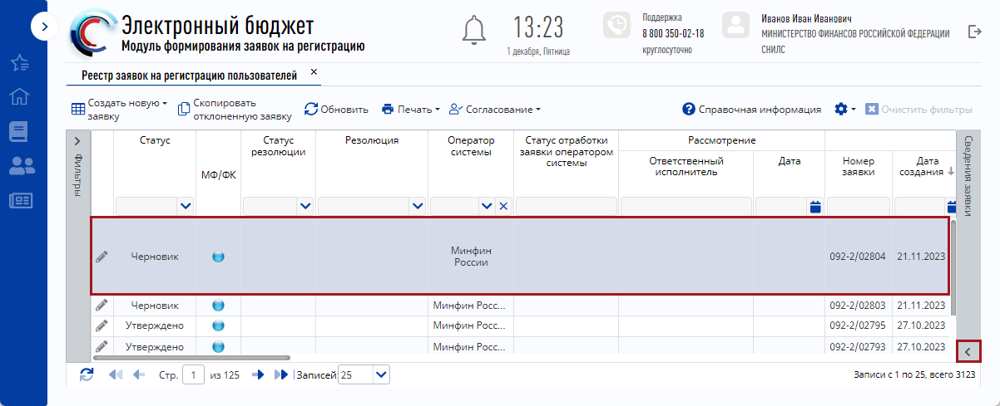 Электронный бюджет
Модуль формирования заявок на регистрацию
13:23
1 декабря, Пятница
Поддержка
8 800 350-02-18
круглосуточно
Иванов Иван Иванович
МИНИСТЕРСТВО ФИНАНСОВ РОССИЙСКОЙ ФЕДЕРАЦИИ
СНИЛС
Реестр заявок на регистрацию пользователей
Создать новую заявку
Скопировать отклоненную заявку
Обновить
Печать
Согласование
Справочная информация
Очистить фильтры
Фильтры
Статус
МФ/ФК
Статус резолюции
Резолюция
Оператор системы
Статус отработки заявки оператором системы
Рассмотрение
Ответственный исполнитель
Дата
Номер заявки
Дата создания
Сведения заявки
Черновик Минфин России 092-2/02804 21.11.2023
Черновик Минфин Росс... 092-2/02803 21.11.2023
Утверждено Минфин Росс... 092-2/02795 27.10.2023
Утверждено Минфин Росс... 092-2/02793 27.10.2023
Стр. 1 из 125 Записей 25
Записи с 1 по 25, всего 3123